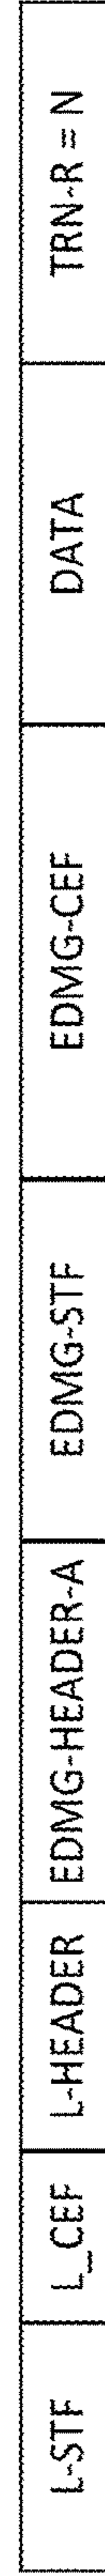 L-STF
L_CEF
L-HEADER
EDMG-HEADER-A
EDMG-STF
EDMG-CEF
DATA
TRN-R = N